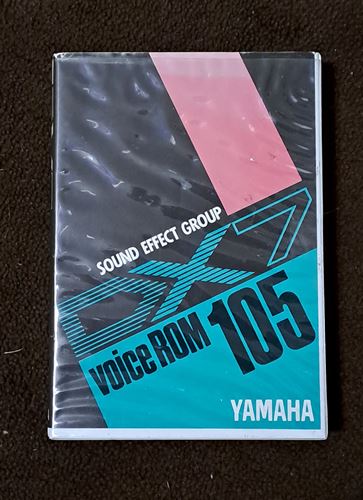 SOUND EFFECT GROUP
DX7
voice ROM 105
YAMAHA